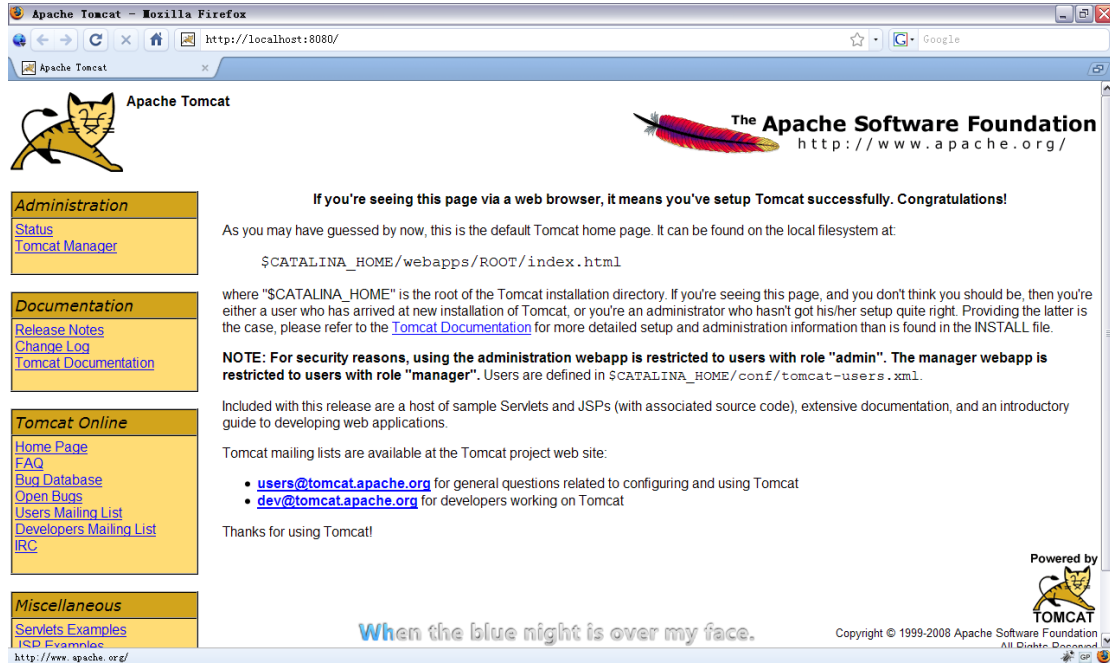 Apache Tomcat - Mozilla Firefox
http://localhost:8080/
Google
Apache Tomcat
Apache Tomcat
The Apache Software Foundation
http://www.apache.org/
Administration
Status
Tomcat Manager
Documentation
Release Notes
Change Log
Tomcat Documentation
Tomcat Online
Home Page
FAQ
Bug Database
Open Bugs
Users Mailing List
Developers Mailing List
IRC
Miscellaneous
Servlets Examples
JSP Examples
If you're seeing this page via a web browser, it means you've setup Tomcat successfully. Congratulations!
As you may have guessed by now, this is the default Tomcat home page. It can be found on the local filesystem at:
$CATALINA_HOME/webapps/ROOT/index.html
where "$CATALINA_HOME" is the root of the Tomcat installation directory. If you're seeing this page, and you don't think you should be, then you're
either a user who has arrived at new installation of Tomcat, or you're an administrator who hasn't got his/her setup quite right. Providing the latter is
the case, please refer to the Tomcat Documentation for more detailed setup and administration information than is found in the INSTALL file.
NOTE: For security reasons, using the administration webapp is restricted to users with role "admin". The manager webapp is
restricted to users with role "manager". Users are defined in $CATALINA_HOME/conf/tomcat-users.xml.
Included with this release are a host of sample Servlets and JSPs (with associated source code), extensive documentation, and an introductory
guide to developing web applications.
Tomcat mailing lists are available at the Tomcat project web site:
• users@tomcat.apache.org for general questions related to configuring and using Tomcat
• dev@tomcat.apache.org for developers working on Tomcat
Thanks for using Tomcat!
Powered by
TOMCAT
Copyright © 1999-2008 Apache Software Foundation
All Rights Reserved
When the blue night is over my face.
http://www.apache.org/
GP